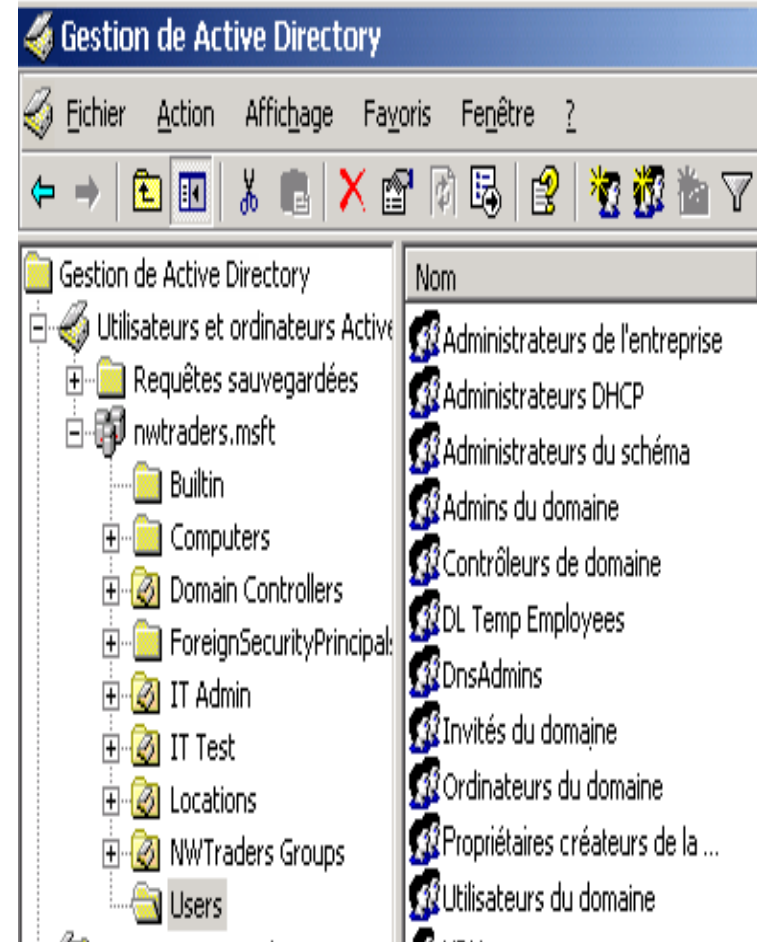 Gestion de Active Directory
Fichier Action Affichage Favoris Fenêtre ?
Gestion de Active Directory
Utilisateurs et ordinateurs Active
Requêtes sauvegardées
nwtraders.msft
Builtin
Computers
Domain Controllers
ForeignSecurityPrincipals
IT Admin
IT Test
Locations
NWTraders Groups
Users
Nom
Administrateurs de l'entreprise
Administrateurs DHCP
Administrateurs du schéma
Admins du domaine
Contrôleurs de domaine
DL Temp Employees
DnsAdmins
Invités du domaine
Ordinateurs du domaine
Propriétaires créateurs de la ...
Utilisateurs du domaine